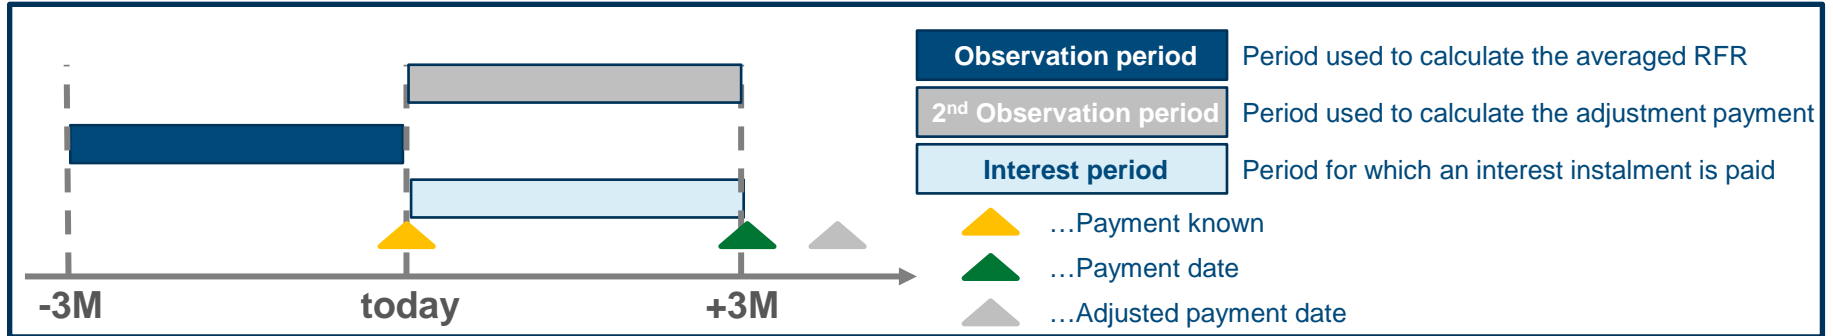 Observation period Period used to calculate the averaged RFR
2nd Observation period Period used to calculate the adjustment payment
Interest period Period for which an interest instalment is paid
…Payment known
…Payment date
…Adjusted payment date
-3M today +3M